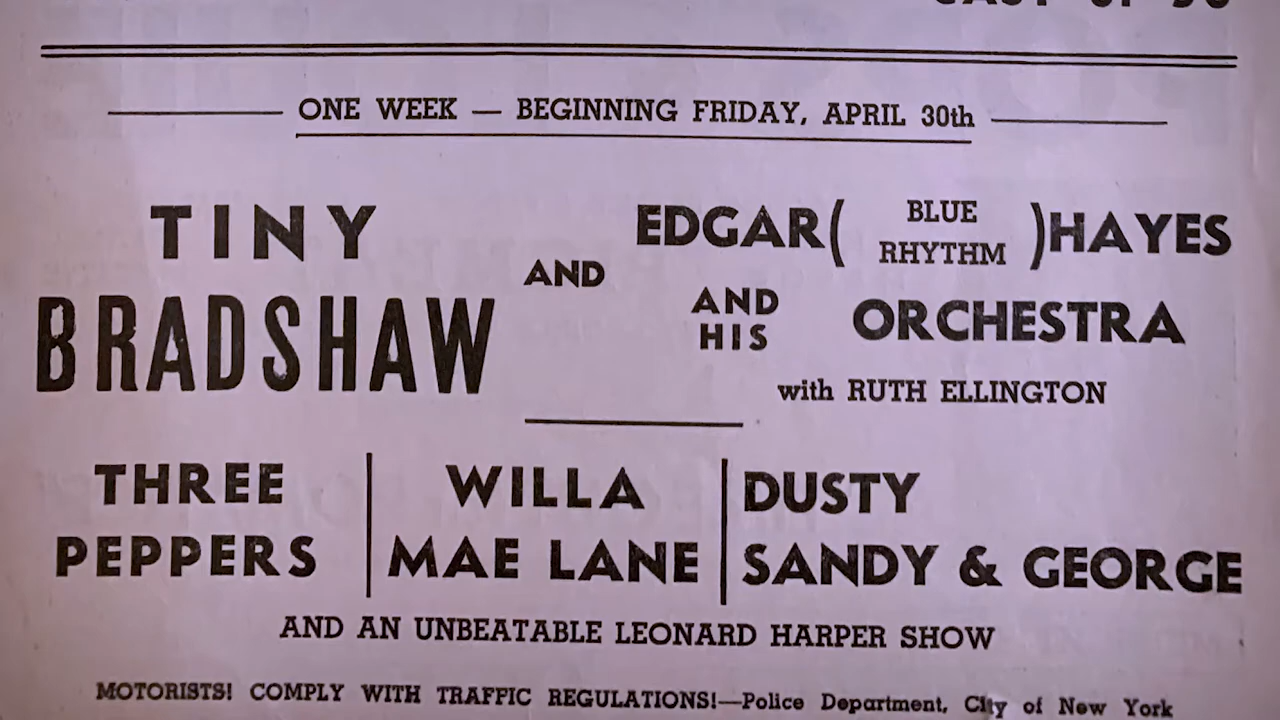 ONE WEEK — BEGINNING FRIDAY, APRIL 30th
TINY
BRADSHAW
AND
EDGAR ( BLUE RHYTHM ) HAYES
AND HIS ORCHESTRA
with RUTH ELLINGTON
THREE
PEPPERS
WILLA
MAE LANE
DUSTY
SANDY & GEORGE
AND AN UNBEATABLE LEONARD HARPER SHOW
MOTORISTS! COMPLY WITH TRAFFIC REGULATIONS!—Police Department, City of New York